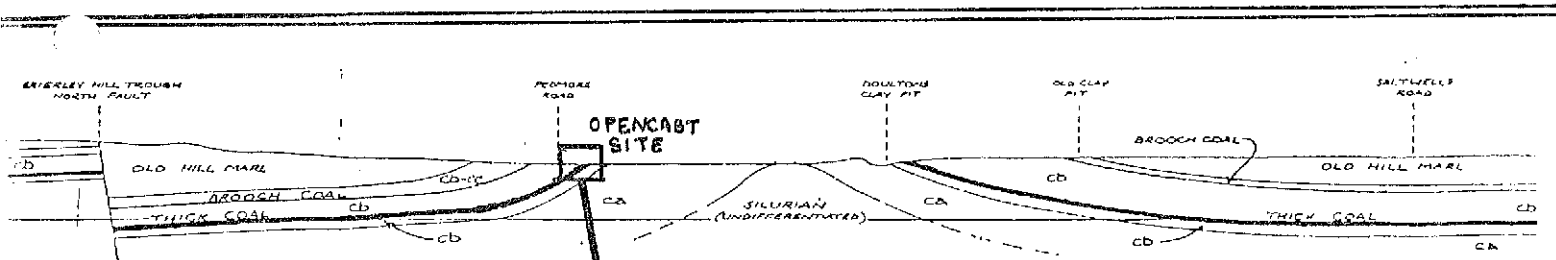 BRIERLEY HILL TROUGH
NORTH FAULT
PEDMORE
ROAD
DOULTONS
CLAY PIT
OLD CLAY
PIT
SALTWELLS
ROAD
OPENCAST
SITE
BROOCH COAL
cb
OLD HILL MARL
cb-cc
cb
OLD HILL MARL
BROOCH COAL
cb
THICK COAL
ca
SILURIAN
(UNDIFFERENTIATED)
ca
THICK COAL
cb
cb
cb
ca